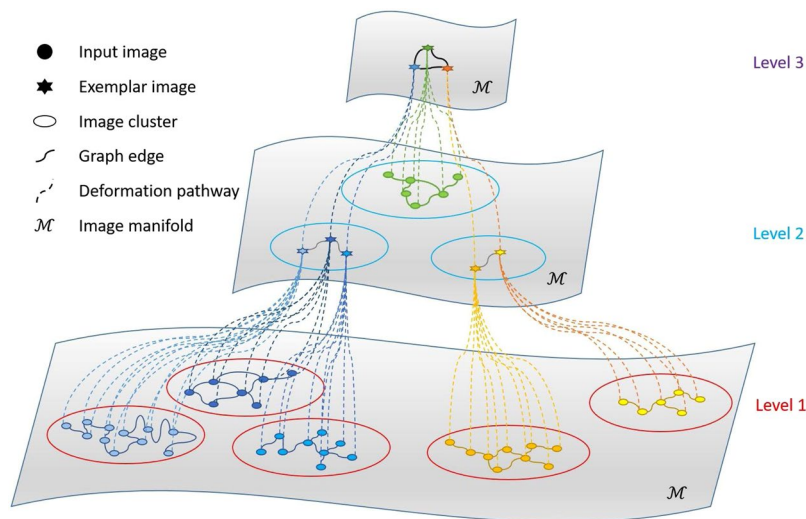 Input image
Exemplar image
Image cluster
Graph edge
Deformation pathway
ℳ Image manifold
ℳ
Level 3
ℳ
Level 2
ℳ
Level 1